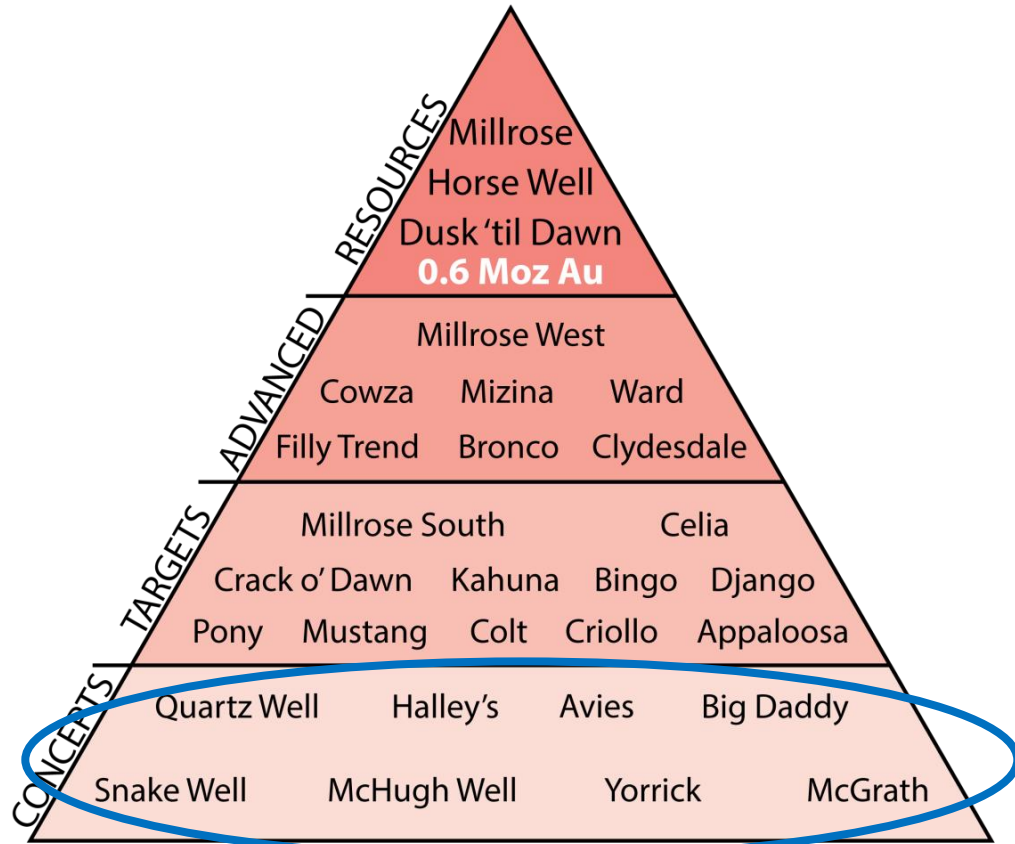 RESOURCES
Millrose
Horse Well
Dusk ‘til Dawn
0.6 Moz Au
ADVANCED
Millrose West
Cowza Mizina Ward
Filly Trend Bronco Clydesdale
TARGETS
Millrose South Celia
Crack o’ Dawn Kahuna Bingo Django
Pony Mustang Colt Criollo Appaloosa
CONCEPTS
Quartz Well Halley’s Avies Big Daddy
Snake Well McHugh Well Yorrick McGrath